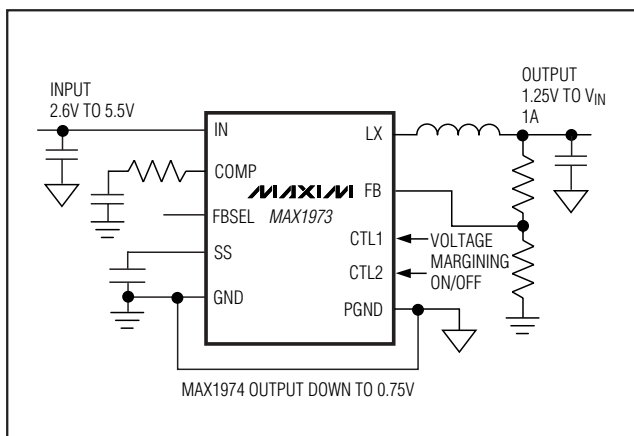 INPUT
2.6V TO 5.5V
OUTPUT
1.25V TO VIN
1A
IN
LX
COMP
MAXIM
FB
FBSEL
MAX1973
CTL1
VOLTAGE
MARGINING
ON/OFF
SS
CTL2
GND
PGND
MAX1974 OUTPUT DOWN TO 0.75V